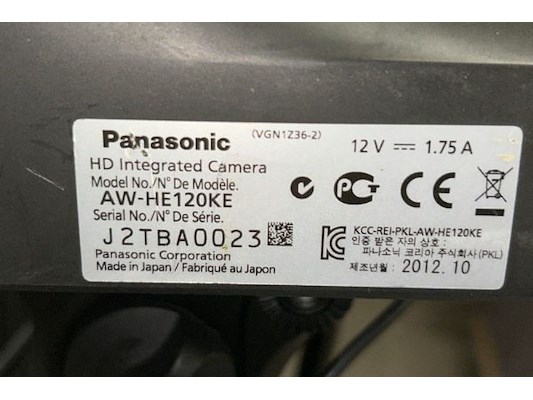 Panasonic (VGN1Z36-2) 12 V ⎓ 1.75 A
HD Integrated Camera
Model No./N° De Modèle.
AW-HE120KE
Serial No./N° De Série.
J2TBA0023
Panasonic Corporation
Made in Japan / Fabriqué au Japon
PCT CE
KCC-REI-PKL-AW-HE120KE
인증 받은 자의 상호 :
파나소닉 코리아 주식회사(PKL)
제조년월 : 2012.10